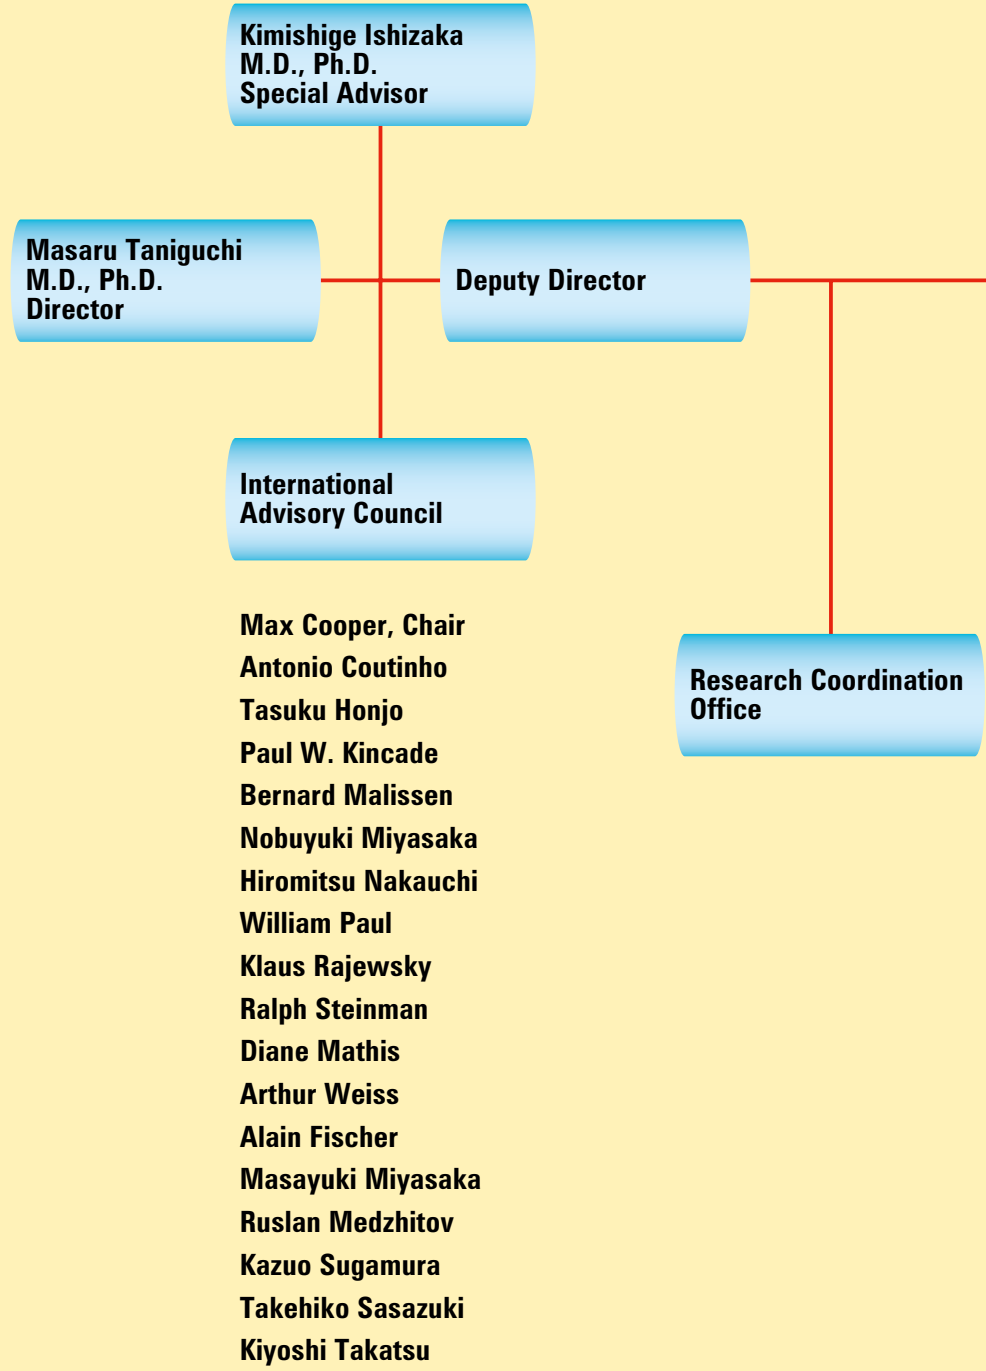 Kimishige Ishizaka
M.D., Ph.D.
Special Advisor
Masaru Taniguchi
M.D., Ph.D.
Director
Deputy Director
International
Advisory Council
Max Cooper, Chair
Antonio Coutinho
Tasuku Honjo
Paul W. Kincade
Bernard Malissen
Nobuyuki Miyasaka
Hiromitsu Nakauchi
William Paul
Klaus Rajewsky
Ralph Steinman
Diane Mathis
Arthur Weiss
Alain Fischer
Masayuki Miyasaka
Ruslan Medzhitov
Kazuo Sugamura
Takehiko Sasazuki
Kiyoshi Takatsu
Research Coordination
Office